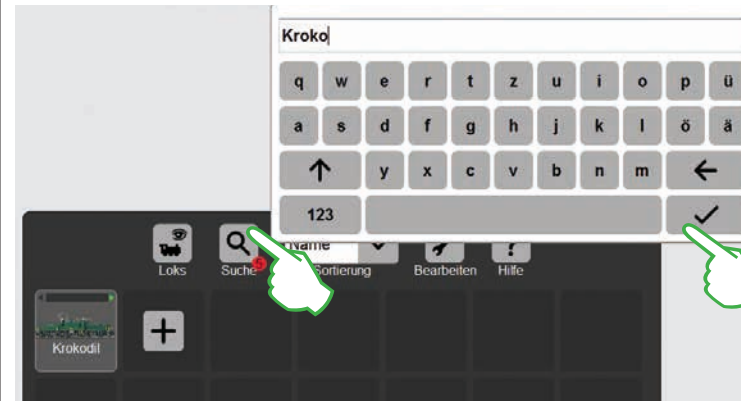 Kroko
q w e r t z u i o p ü
a s d f g h j k l ö ä
y x c v b n m
123
Name
Loks Suche Sortierung Bearbeiten Hilfe
Krokodil